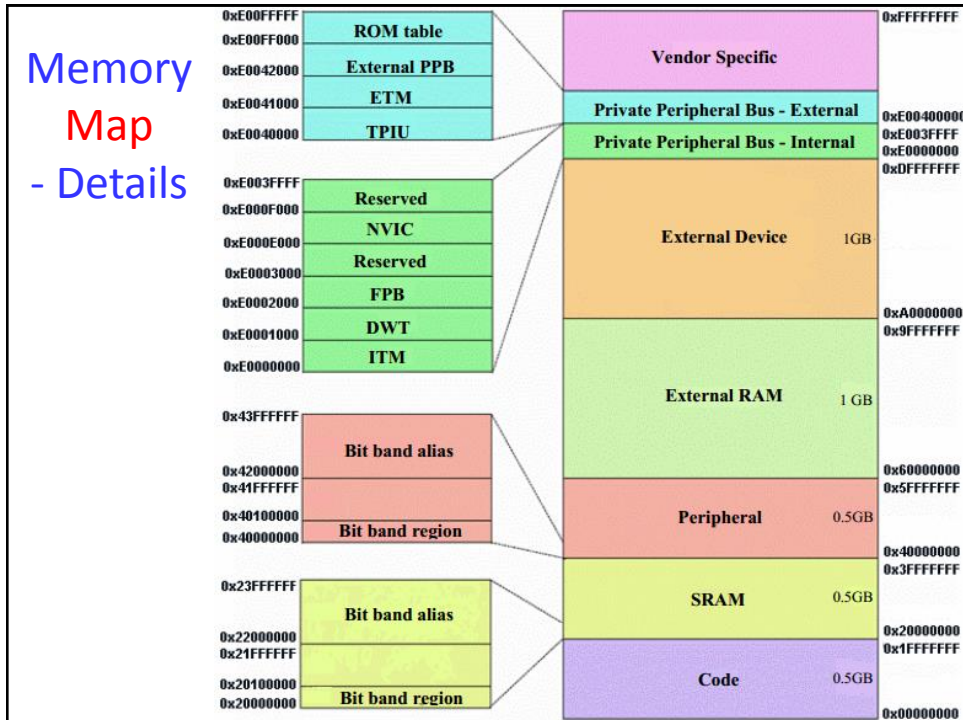 Memory
Map
- Details
0xE00FFFFF
ROM table
0xE00FF000
External PPB
0xE0042000
ETM
0xE0041000
TPIU
0xE0040000
0xE003FFFF
Reserved
0xE000F000
NVIC
0xE000E000
Reserved
0xE0003000
FPB
0xE0002000
DWT
0xE0001000
ITM
0xE0000000
0x43FFFFFF
Bit band alias
0x42000000
0x41FFFFFF
0x40100000
0x40000000
Bit band region
0x23FFFFFF
Bit band alias
0x22000000
0x21FFFFFF
0x20100000
0x20000000
Bit band region
0xFFFFFFFF
Vendor Specific
Private Peripheral Bus - External
0xE0040000
0xE003FFFF
Private Peripheral Bus - Internal
0xE0000000
0xDFFFFFFF
External Device 1GB
0xA0000000
0x9FFFFFFF
External RAM 1 GB
0x60000000
0x5FFFFFFF
Peripheral 0.5GB
0x40000000
0x3FFFFFFF
SRAM 0.5GB
0x20000000
0x1FFFFFFF
Code 0.5GB
0x00000000